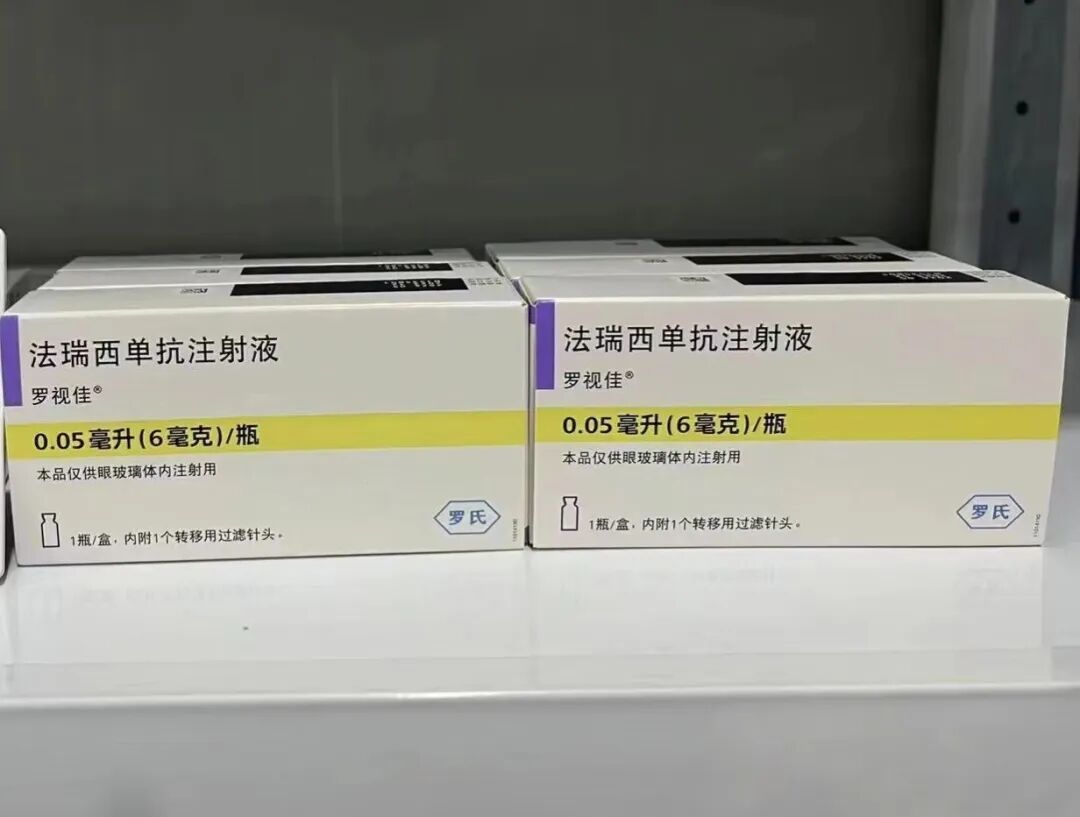 法瑞西单抗注射液
罗视佳®
0.05毫升(6毫克)/瓶
本品仅供眼玻璃体内注射用
1瓶/盒，内附1个转移用过滤针头。
罗氏
法瑞西单抗注射液
罗视佳®
0.05毫升(6毫克)/瓶
本品仅供眼玻璃体内注射用
1瓶/盒，内附1个转移用过滤针头。
罗氏